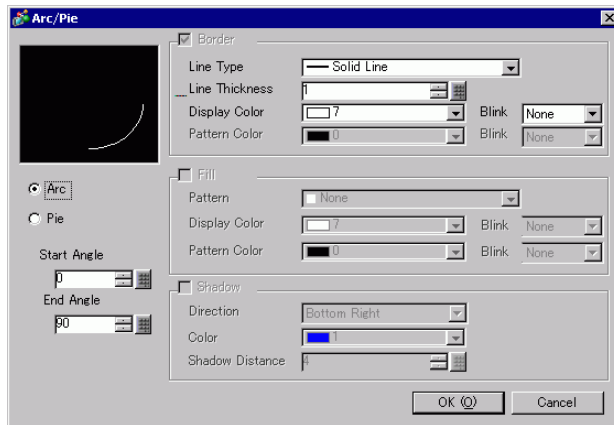 Arc/Pie
Border
Line Type
Solid Line
Line Thickness
1
Display Color
7
Blink
None
Pattern Color
0
Blink
None
Arc
Pie
Start Angle
0
End Angle
90
Fill
Pattern
None
Display Color
7
Blink
None
Pattern Color
0
Blink
None
Shadow
Direction
Bottom Right
Color
1
Shadow Distance
4
OK (O)
Cancel